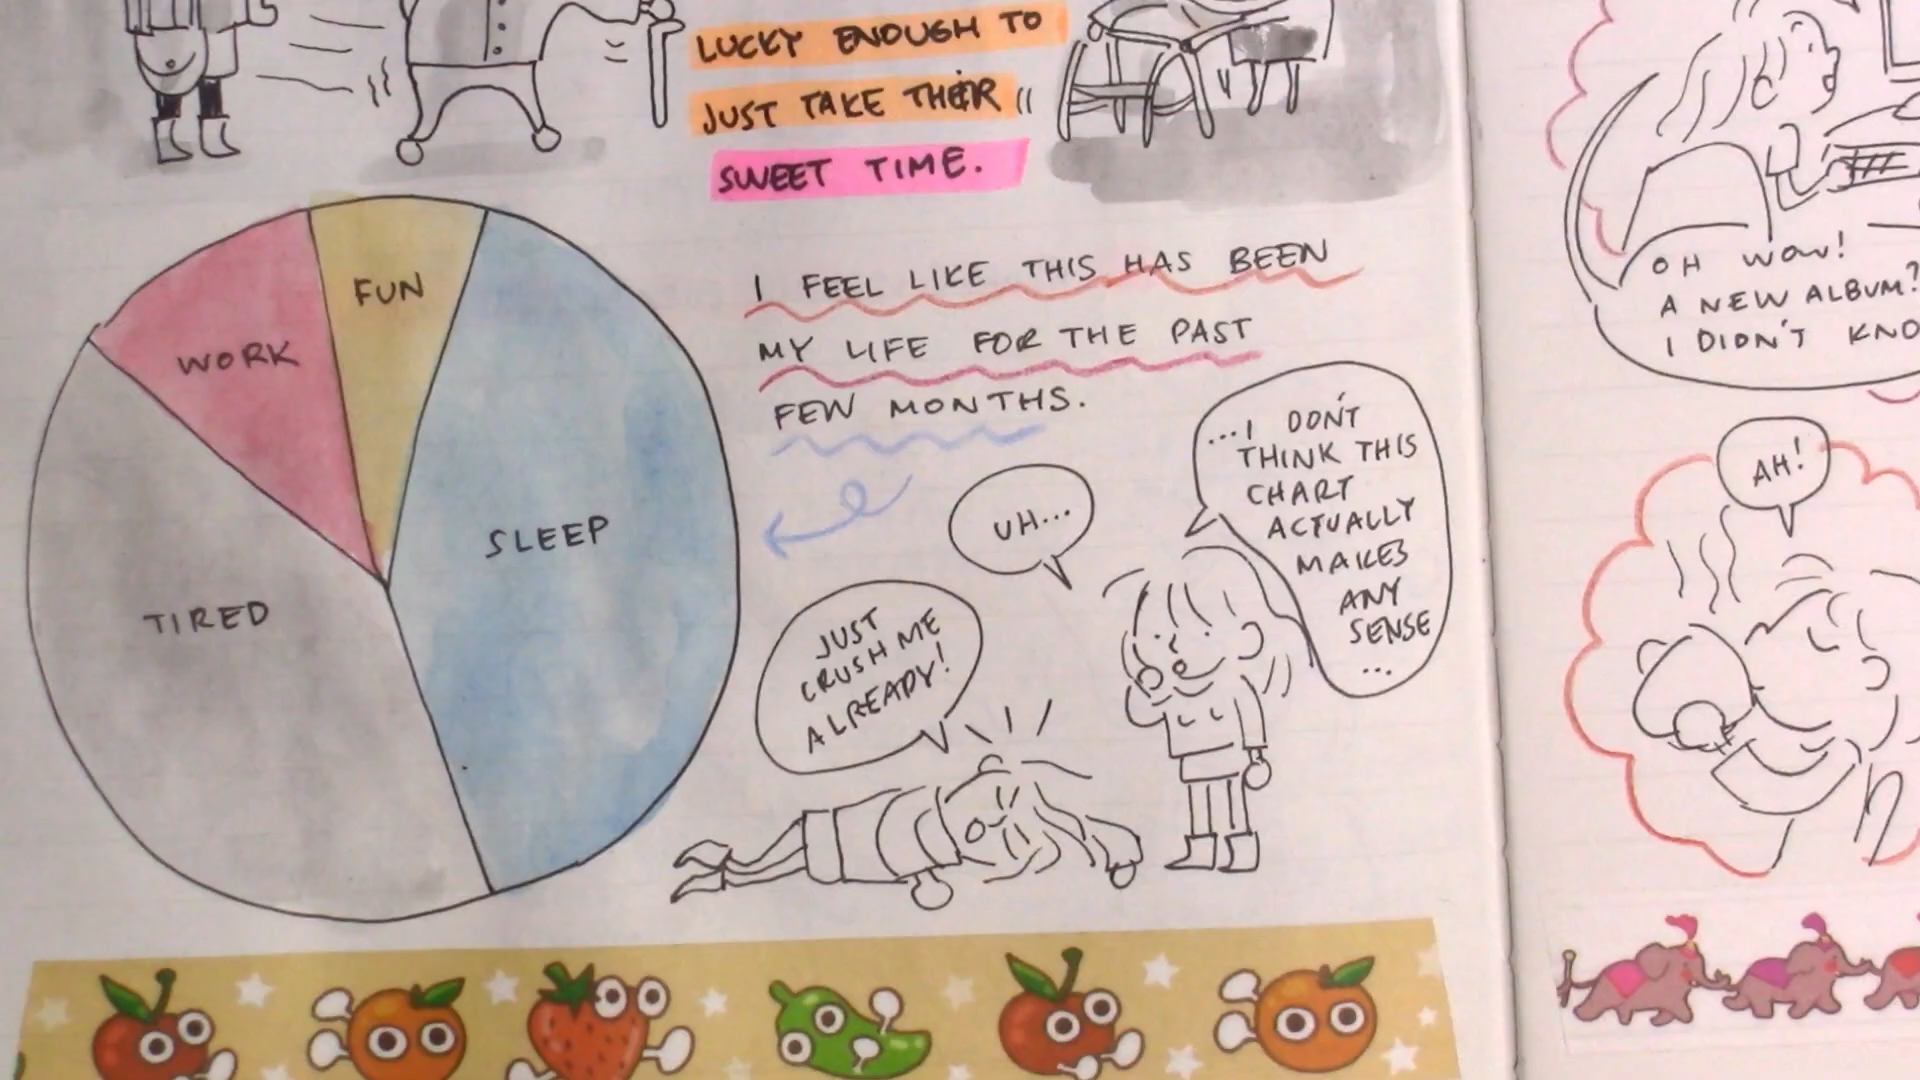 LUCKY ENOUGH TO
JUST TAKE THEIR
SWEET TIME.
FUN
WORK
SLEEP
TIRED
I FEEL LIKE THIS HAS BEEN
MY LIFE FOR THE PAST
FEW MONTHS.
UH...
...I DON'T
THINK THIS
CHART
ACTUALLY
MAKES
ANY
SENSE
...
JUST
CRUSH ME
ALREADY!
OH WOW!
A NEW ALBUM?
I DIDN'T KNO
AH!